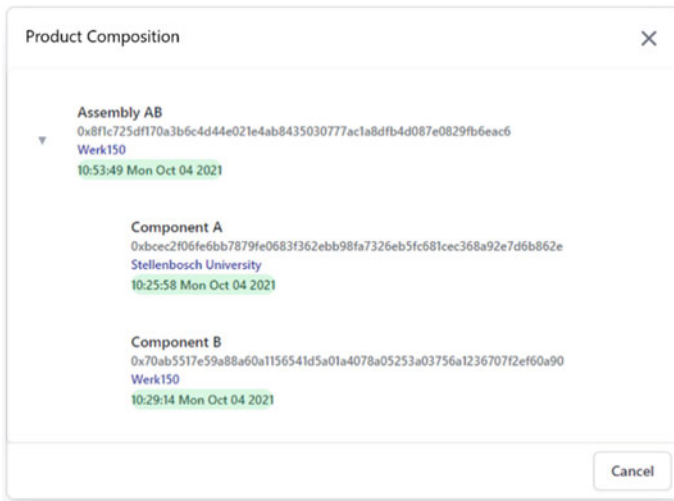 Product Composition
Assembly AB
0x8f1c725df170a3b6c4d44e021e4ab8435030777ac1a8dfb4d087e0829fb6eac6
Werk150
10:53:49 Mon Oct 04 2021
Component A
0xbcec2f06fe6bb7879fe0683f362ebb98fa7326eb5fc681cec368a92e7d6b862e
Stellenbosch University
10:25:58 Mon Oct 04 2021
Component B
0x70ab5517e59a88a60a1156541d5a01a4078a05253a03756a1236707f2ef60a90
Werk150
10:29:14 Mon Oct 04 2021
Cancel